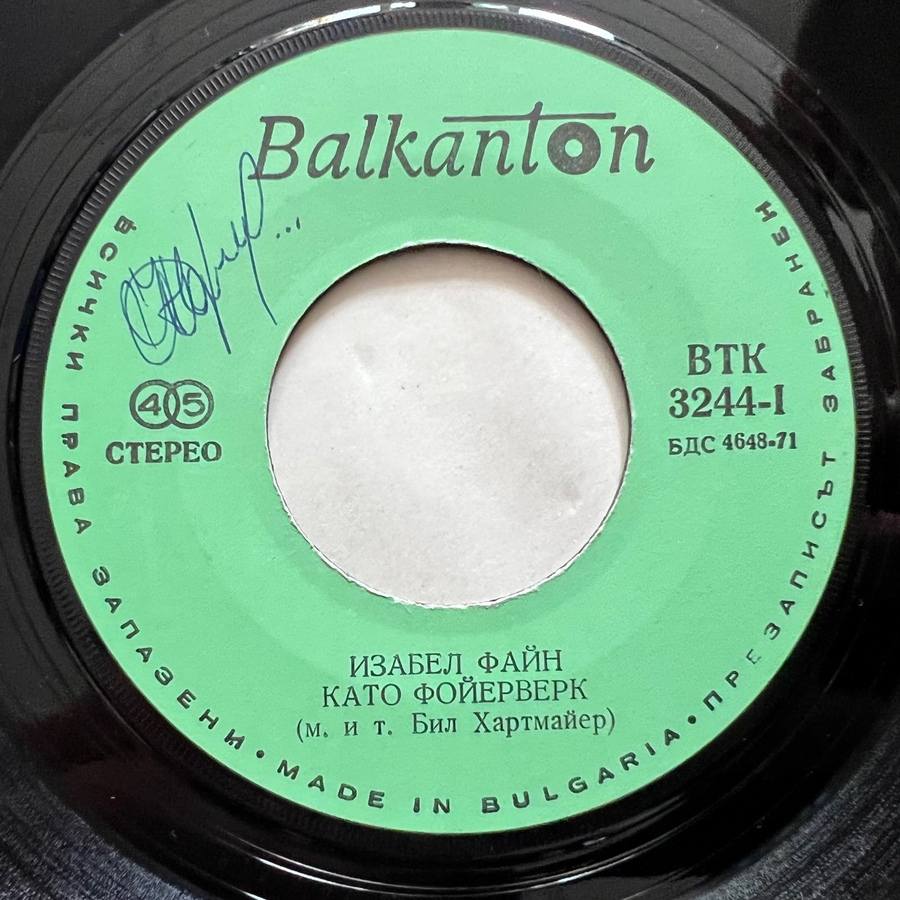 Balkanton
45
СТЕРЕО
ВТК
3244-I
БДС 4648-71
ИЗАБЕЛ ФАЙН
КАТО ФОЙЕРВЕРК
(м. и т. Бил Хартмайер)
ВСИЧКИ ПРАВА ЗАПАЗЕНИ • MADE IN BULGARIA • ПРЕЗАПИСЪТ ЗАБРАНЕН